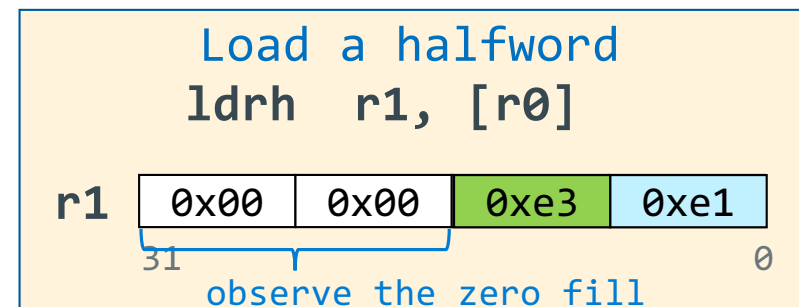 Load a halfword
ldrh r1, [r0]
r1 0x00 0x00 0xe3 0xe1
31 0
observe the zero fill